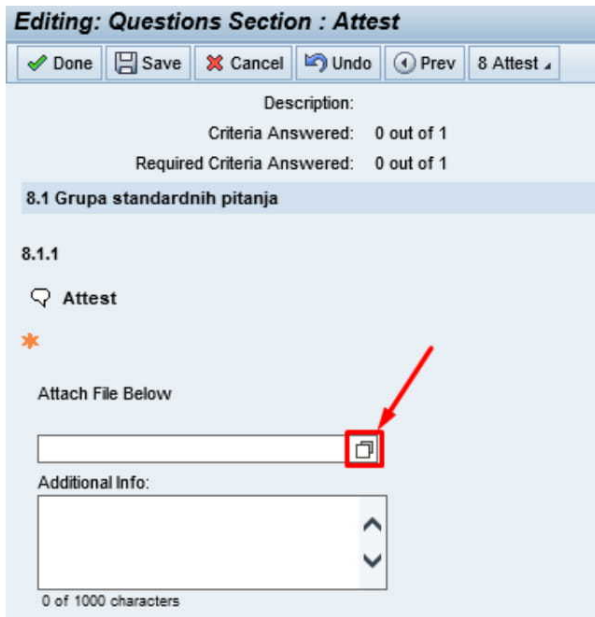 Editing: Questions Section : Attest
Done Save Cancel Undo Prev 8 Attest
Description:
Criteria Answered: 0 out of 1
Required Criteria Answered: 0 out of 1
8.1 Grupa standardnih pitanja
8.1.1
Attest
Attach File Below
Additional Info:
0 of 1000 characters